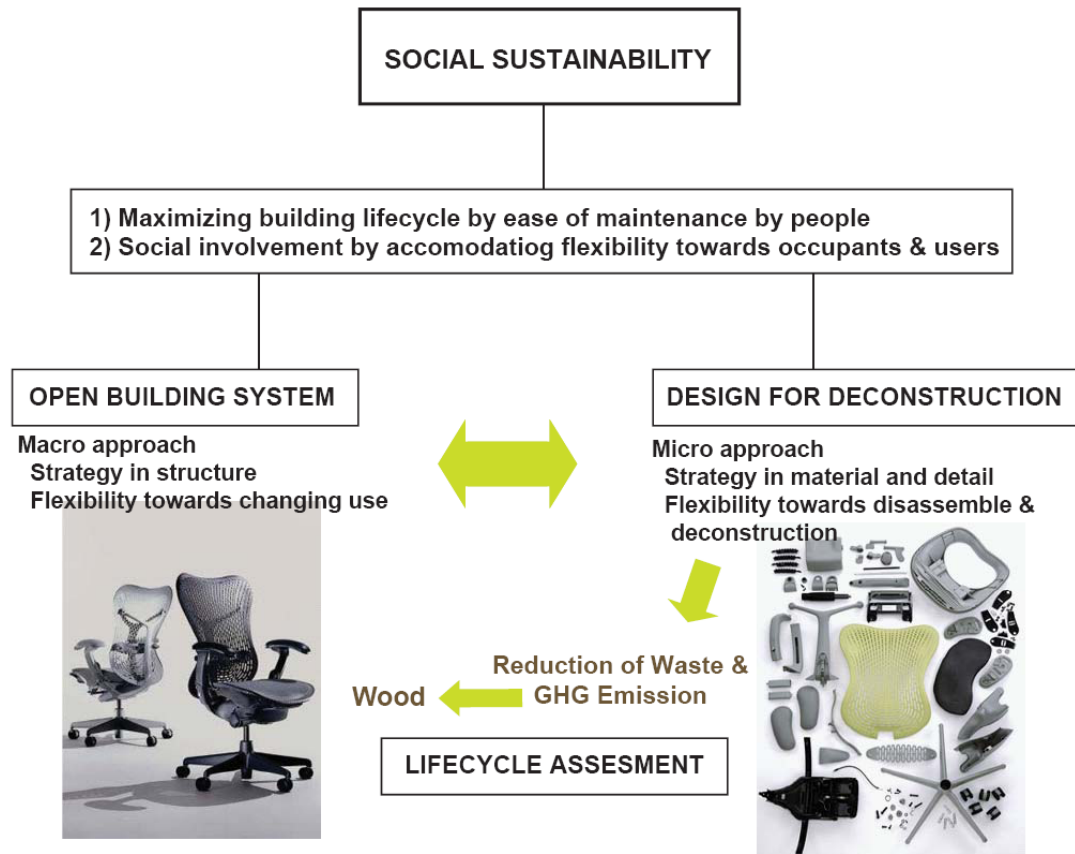 SOCIAL SUSTAINABILITY
1) Maximizing building lifecycle by ease of maintenance by people
2) Social involvement by accomodatiog flexibility towards occupants & users
OPEN BUILDING SYSTEM
Macro approach
Strategy in structure
Flexibility towards changing use
DESIGN FOR DECONSTRUCTION
Micro approach
Strategy in material and detail
Flexibility towards disassemble &
deconstruction
Reduction of Waste &
GHG Emission
Wood
LIFECYCLE ASSESMENT